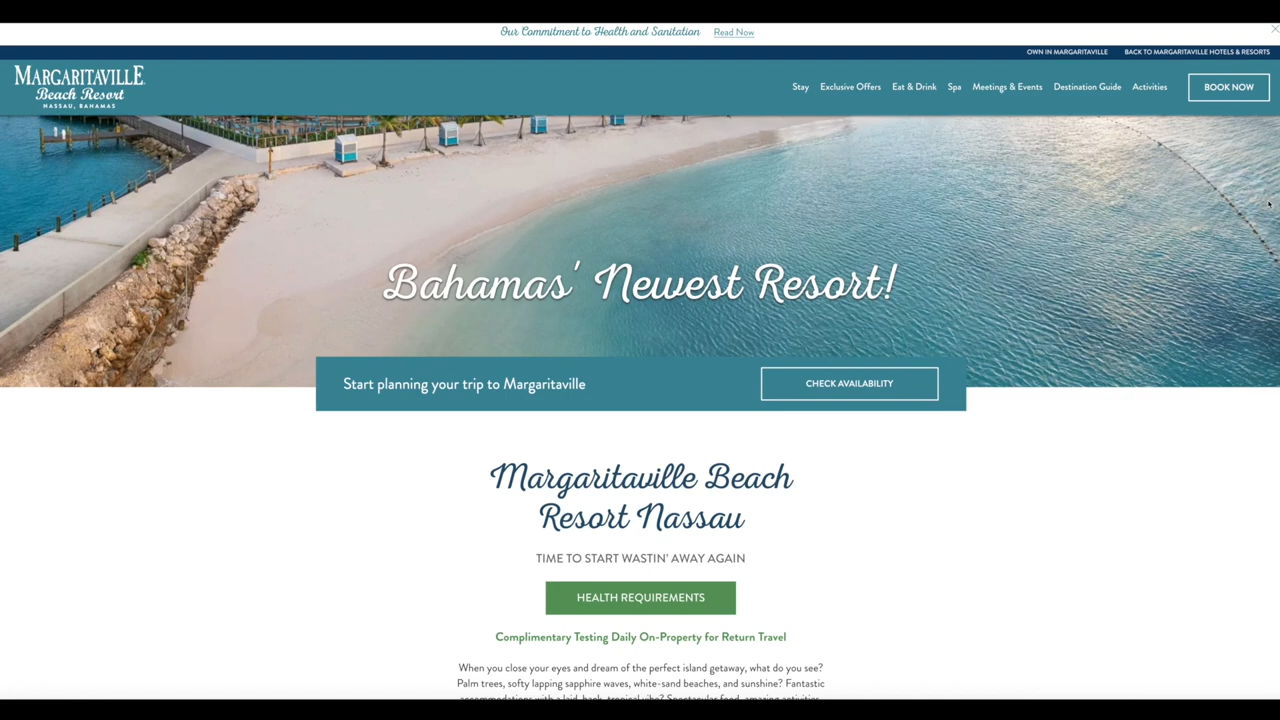 Our Commitment to Health and Sanitation Read Now
OWN IN MARGARITAVILLE BACK TO MARGARITAVILLE HOTELS & RESORTS
MARGARITAVILLE
Beach Resort
NASSAU, BAHAMAS
Stay Exclusive Offers Eat & Drink Spa Meetings & Events Destination Guide Activities BOOK NOW
Bahamas' Newest Resort!
Start planning your trip to Margaritaville CHECK AVAILABILITY
Margaritaville Beach
Resort Nassau
TIME TO START WASTIN' AWAY AGAIN
HEALTH REQUIREMENTS
Complimentary Testing Daily On-Property for Return Travel
When you close your eyes and dream of the perfect island getaway, what do you see?
Palm trees, softy lapping sapphire waves, white-sand beaches, and sunshine? Fantastic